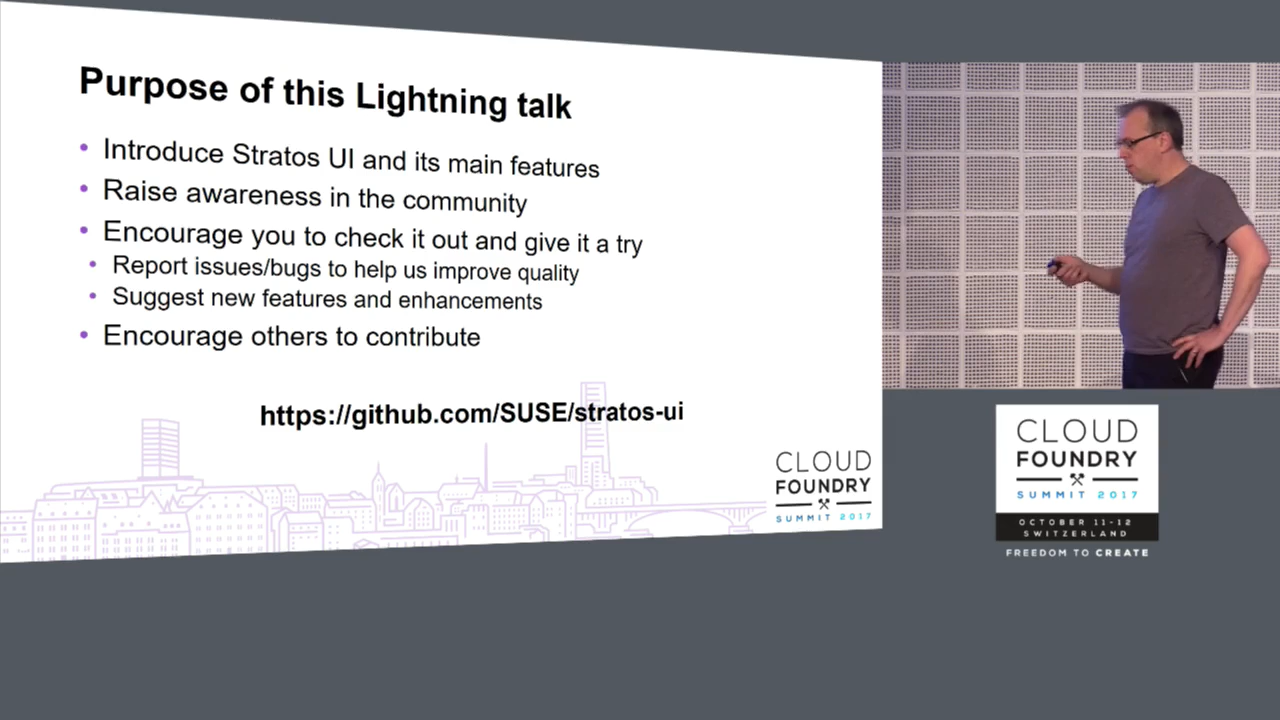 Purpose of this Lightning talk
• Introduce Stratos UI and its main features
• Raise awareness in the community
• Encourage you to check it out and give it a try
• Report issues/bugs to help us improve quality
• Suggest new features and enhancements
• Encourage others to contribute
https://github.com/SUSE/stratos-ui
CLOUD
FOUNDRY
SUMMIT 2017
CLOUD
FOUNDRY
SUMMIT 2017
OCTOBER 11-12
SWITZERLAND
FREEDOM TO CREATE